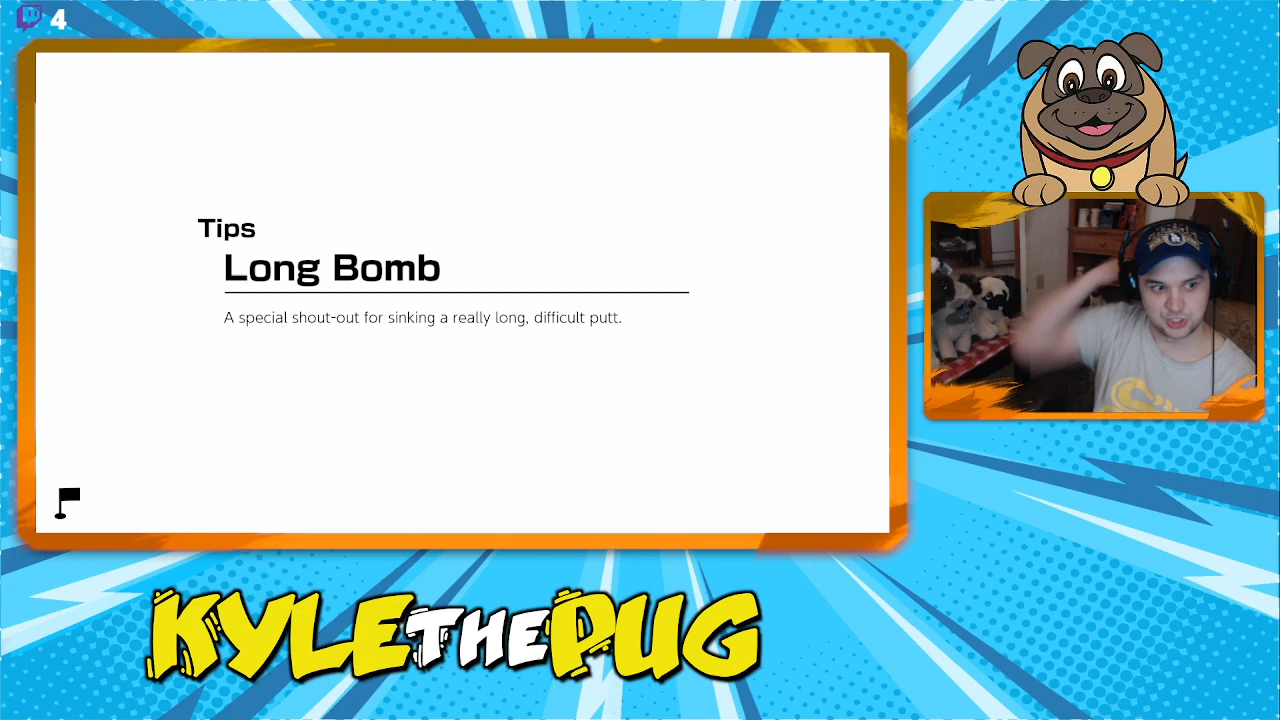 4
Tips
Long Bomb
A special shout-out for sinking a really long, difficult putt.
KYLETHEPUG